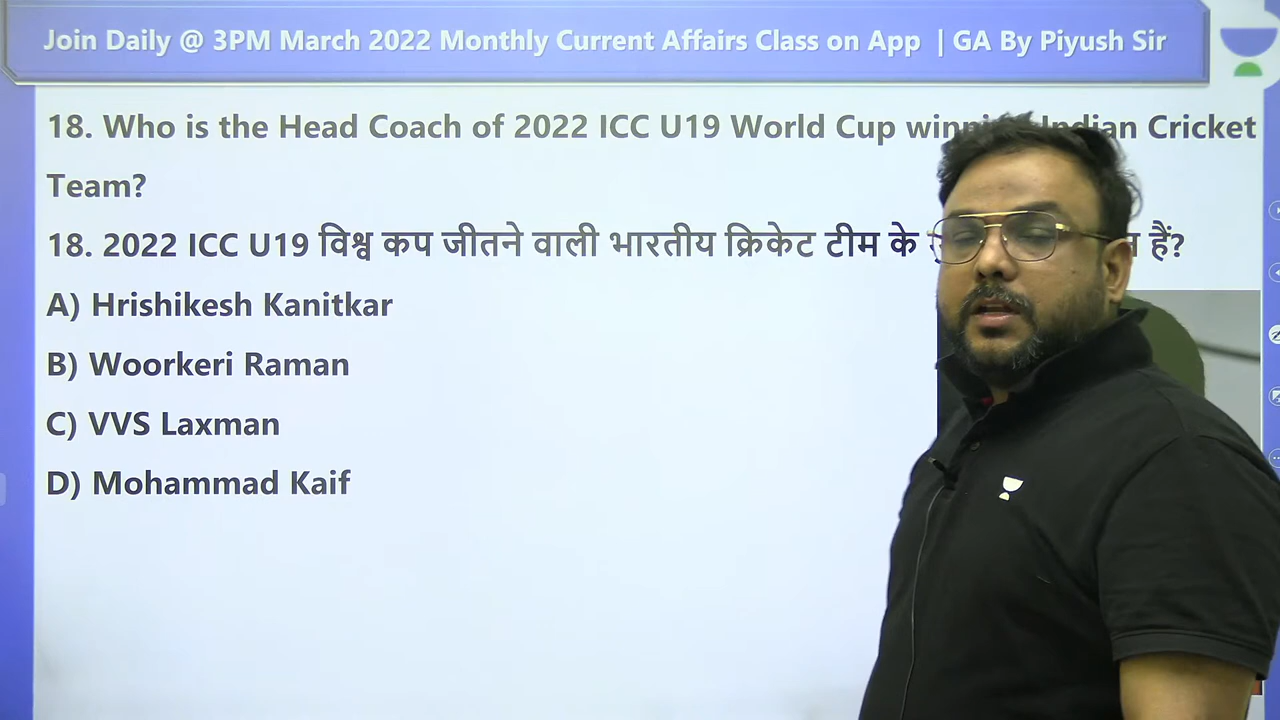 Join Daily @ 3PM March 2022 Monthly Current Affairs Class on App | GA By Piyush Sir
18. Who is the Head Coach of 2022 ICC U19 World Cup Indian Cricket
Team?
18. 2022 ICC U19 विश्व कप जीतने वाली भारतीय क्रिकेट टीम के हैं?
A) Hrishikesh Kanitkar
B) Woorkeri Raman
C) VVS Laxman
D) Mohammad Kaif